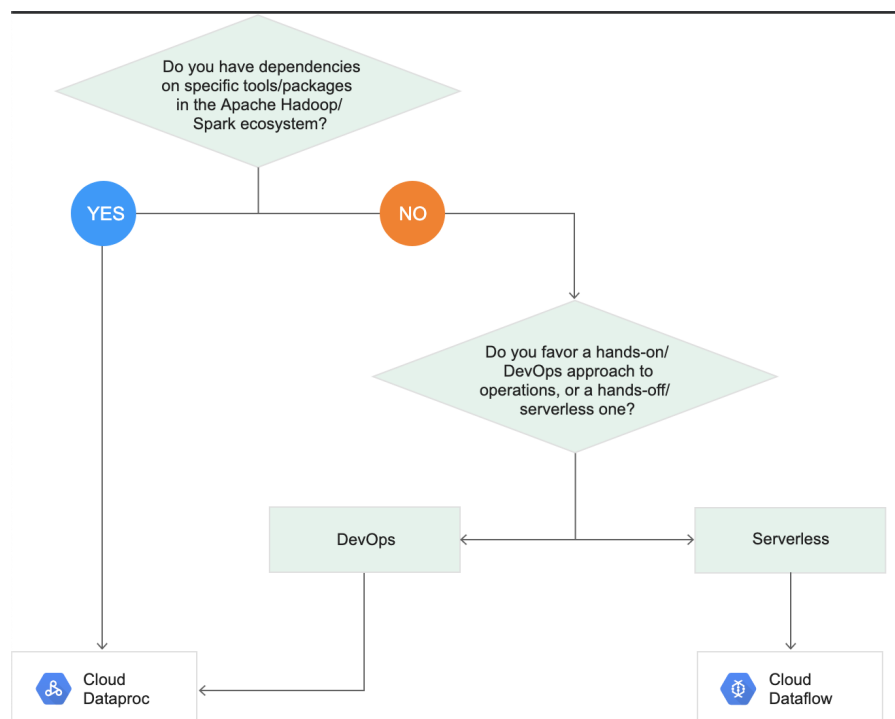 Do you have dependencies
on specific tools/packages
in the Apache Hadoop/
Spark ecosystem?
YES
NO
Do you favor a hands-on/
DevOps approach to
operations, or a hands-off/
serverless one?
DevOps
Serverless
Cloud
Dataproc
Cloud
Dataflow